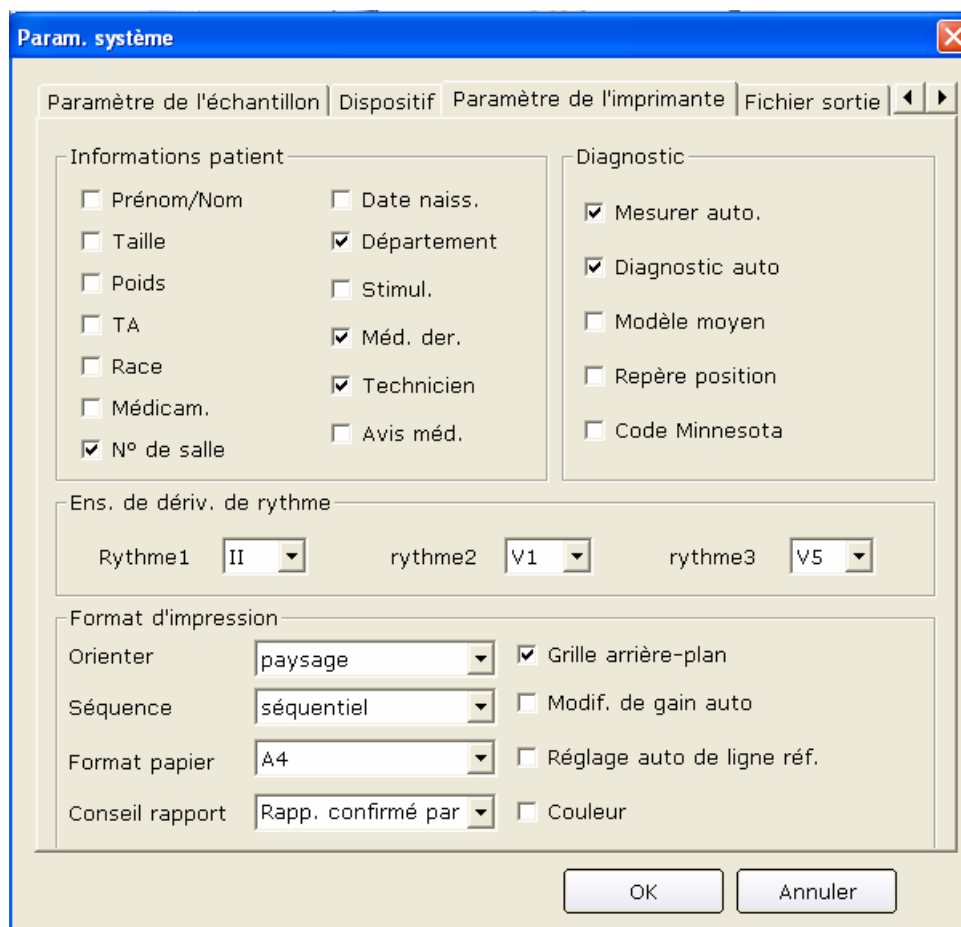 Param. système
Paramètre de l'échantillon Dispositif Paramètre de l'imprimante Fichier sortie
Informations patient
Prénom/Nom
Taille
Poids
TA
Race
Médicam.
Nº de salle
Date naiss.
Département
Stimul.
Méd. der.
Technicien
Avis méd.
Diagnostic
Mesurer auto.
Diagnostic auto
Modèle moyen
Repère position
Code Minnesota
Ens. de dériv. de rythme
Rythme1 II rythme2 V1 rythme3 V5
Format d'impression
Orienter paysage Grille arrière-plan
Séquence séquentiel Modif. de gain auto
Format papier A4 Réglage auto de ligne réf.
Conseil rapport Rapp. confirmé par Couleur
OK Annuler